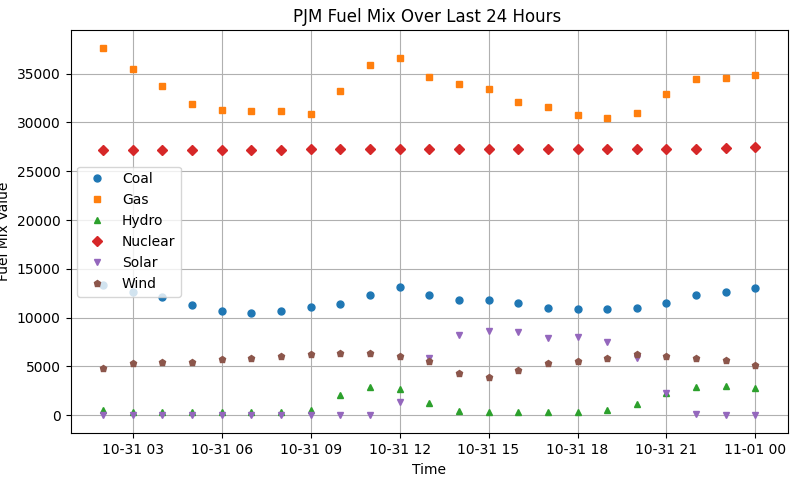 PJM Fuel Mix Over Last 24 Hours
Fuel Mix Value
35000
30000
25000
20000
15000
10000
5000
0
Coal
Gas
Hydro
Nuclear
Solar
Wind
10-31 03 10-31 06 10-31 09 10-31 12 10-31 15 10-31 18 10-31 21 11-01 00
Time